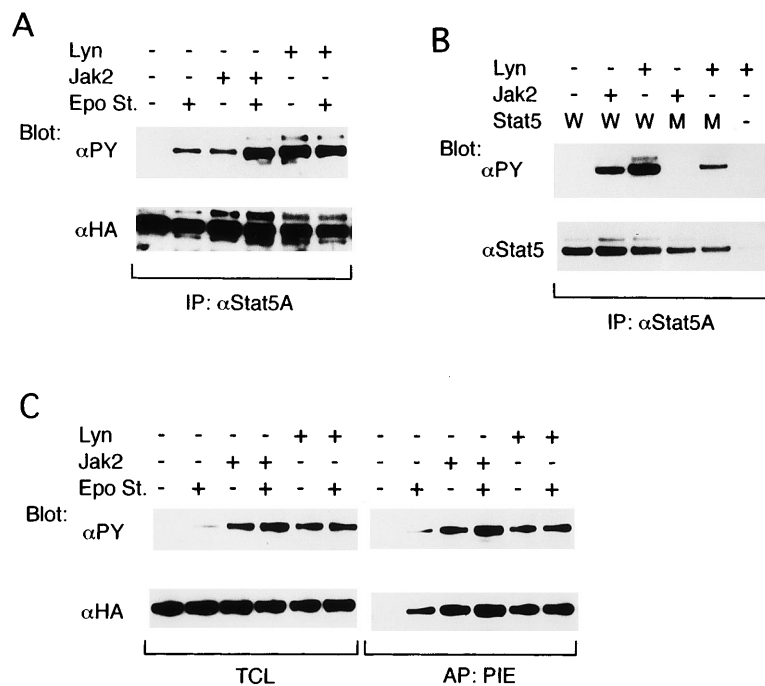 A
Lyn - - - - + +
Jak2 - - + + - -
Epo St. - + - + - +
Blot:
αPY
αHA
IP: αStat5A
B
Lyn - - + - + +
Jak2 - + - + - -
Stat5 W W W M M -
Blot:
αPY
αStat5
IP: αStat5A
C
Lyn - - - - + + - - - - + +
Jak2 - - + + - - - - + + - -
Epo St. - + - + - + - + - + - +
Blot:
αPY
αHA
TCL AP: PIE